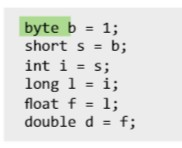 byte b = 1;
short s = b;
int i = s;
long l = i;
float f = l;
double d = f;